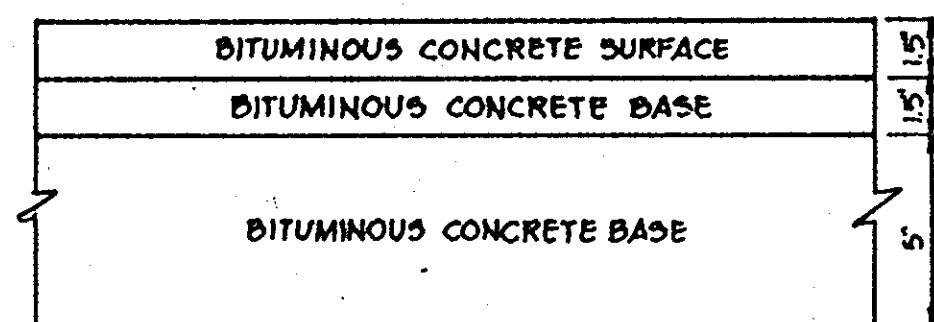 BITUMINOUS CONCRETE SURFACE 1.5"
BITUMINOUS CONCRETE BASE 1.5"
BITUMINOUS CONCRETE BASE 5"